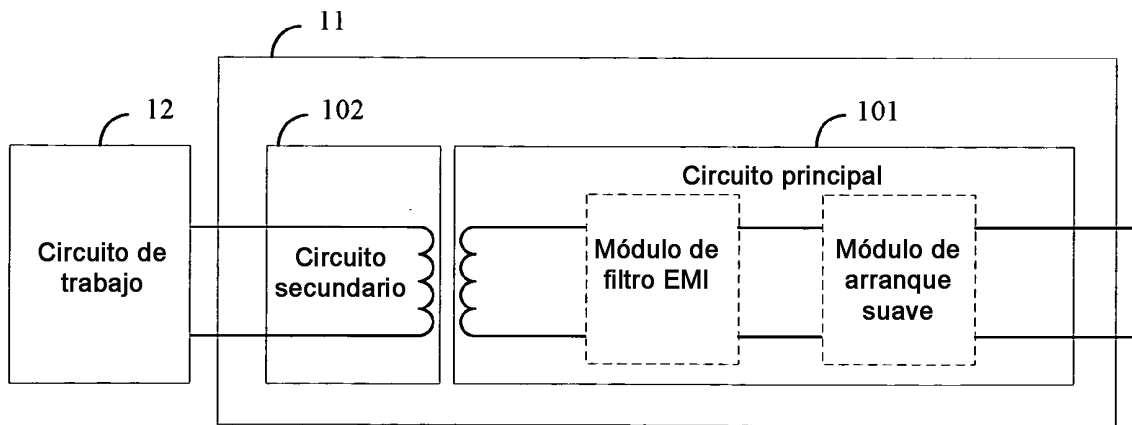 11
12
102
101
Circuito principal
Circuito de
trabajo
Circuito
secundario
Módulo de
filtro EMI
Módulo de
arranque
suave